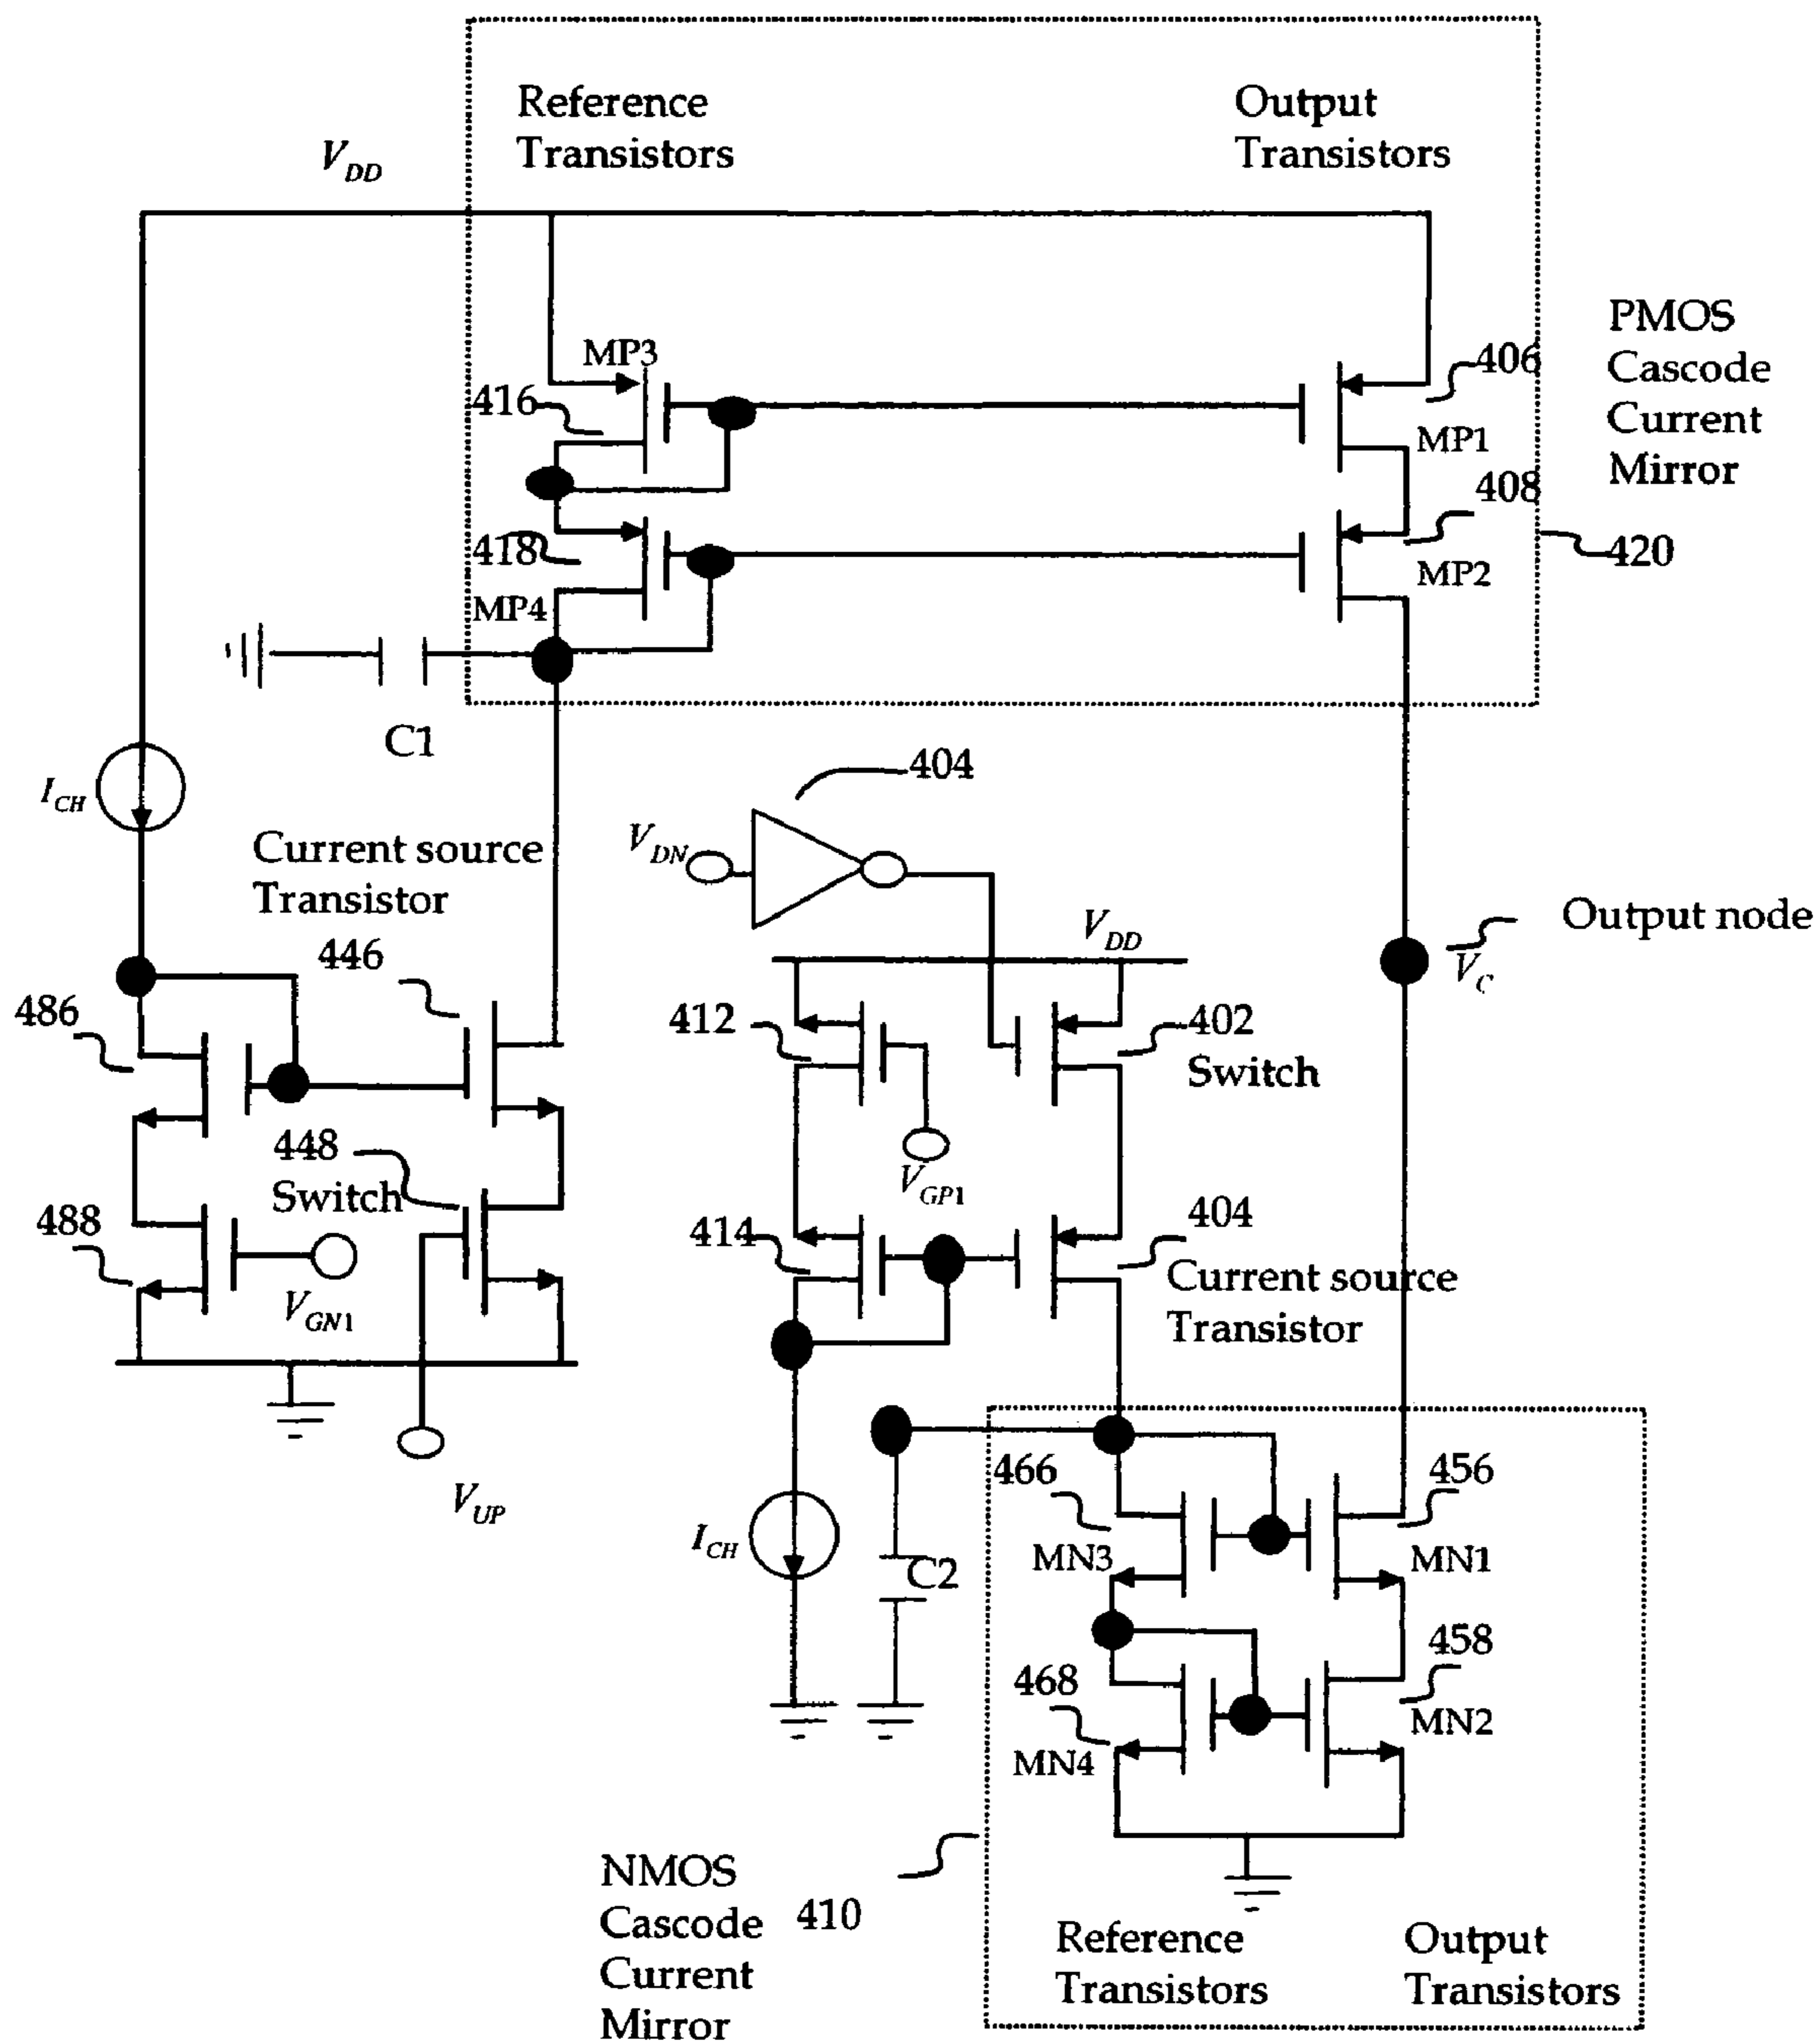 Reference
Transistors
Output
Transistors
V_DD
PMOS
Cascode
Current
Mirror
MP3
416
406
MP1
408
418
MP4
MP2
420
C1
I_CH
404
V_DN
Current source
Transistor
446
V_DD
Output node
V_C
486
412
402
Switch
448
Switch
V_GP1
488
414
404
V_GN1
Current source
Transistor
V_UP
466
456
I_CH
C2
MN3
MN1
468
458
MN4
MN2
NMOS
Cascode 410
Current
Mirror
Reference
Transistors
Output
Transistors